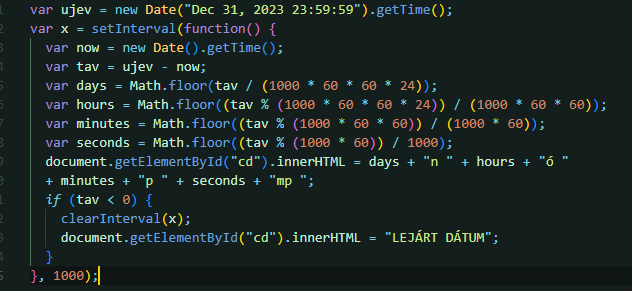 var ujev = new Date("Dec 31, 2023 23:59:59").getTime();
var x = setInterval(function() {
var now = new Date().getTime();
var tav = ujev - now;
var days = Math.floor(tav / (1000 * 60 * 60 * 24));
var hours = Math.floor((tav % (1000 * 60 * 60 * 24)) / (1000 * 60 * 60));
var minutes = Math.floor((tav % (1000 * 60 * 60)) / (1000 * 60));
var seconds = Math.floor((tav % (1000 * 60)) / 1000);
document.getElementById("cd").innerHTML = days + "n " + hours + "ó "
+ minutes + "p " + seconds + "mp ";
if (tav < 0) {
clearInterval(x);
document.getElementById("cd").innerHTML = "LEJÁRT DÁTUM";
}
}, 1000);